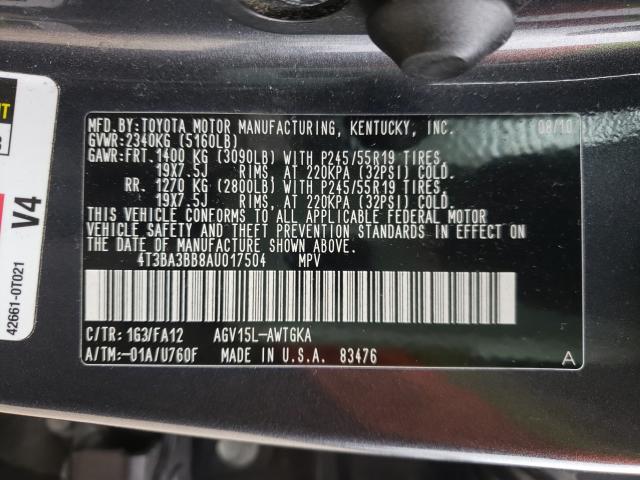 MFD.BY:TOYOTA MOTOR MANUFACTURING, KENTUCKY, INC. 08/10
GVWR:2340KG (5160LB)
GAWR:FRT. 1400 KG (3090LB) WITH P245/55R19 TIRES,
19X7.5J RIMS, AT 220KPA (32PSI) COLD.
RR. 1270 KG (2800LB) WITH P245/55R19 TIRES,
19X7.5J RIMS, AT 220KPA (32PSI) COLD.
THIS VEHICLE CONFORMS TO ALL APPLICABLE FEDERAL MOTOR
VEHICLE SAFETY AND THEFT PREVENTION STANDARDS IN EFFECT ON
THE DATE OF MANUFACTURE SHOWN ABOVE.
4T3BA3BB8AU017504 MPV
C/TR: 1G3/FA12 AGV15L-AWTGKA
A/TM:-01A/U760F MADE IN U.S.A. 83476 A
42661-0T021 V4